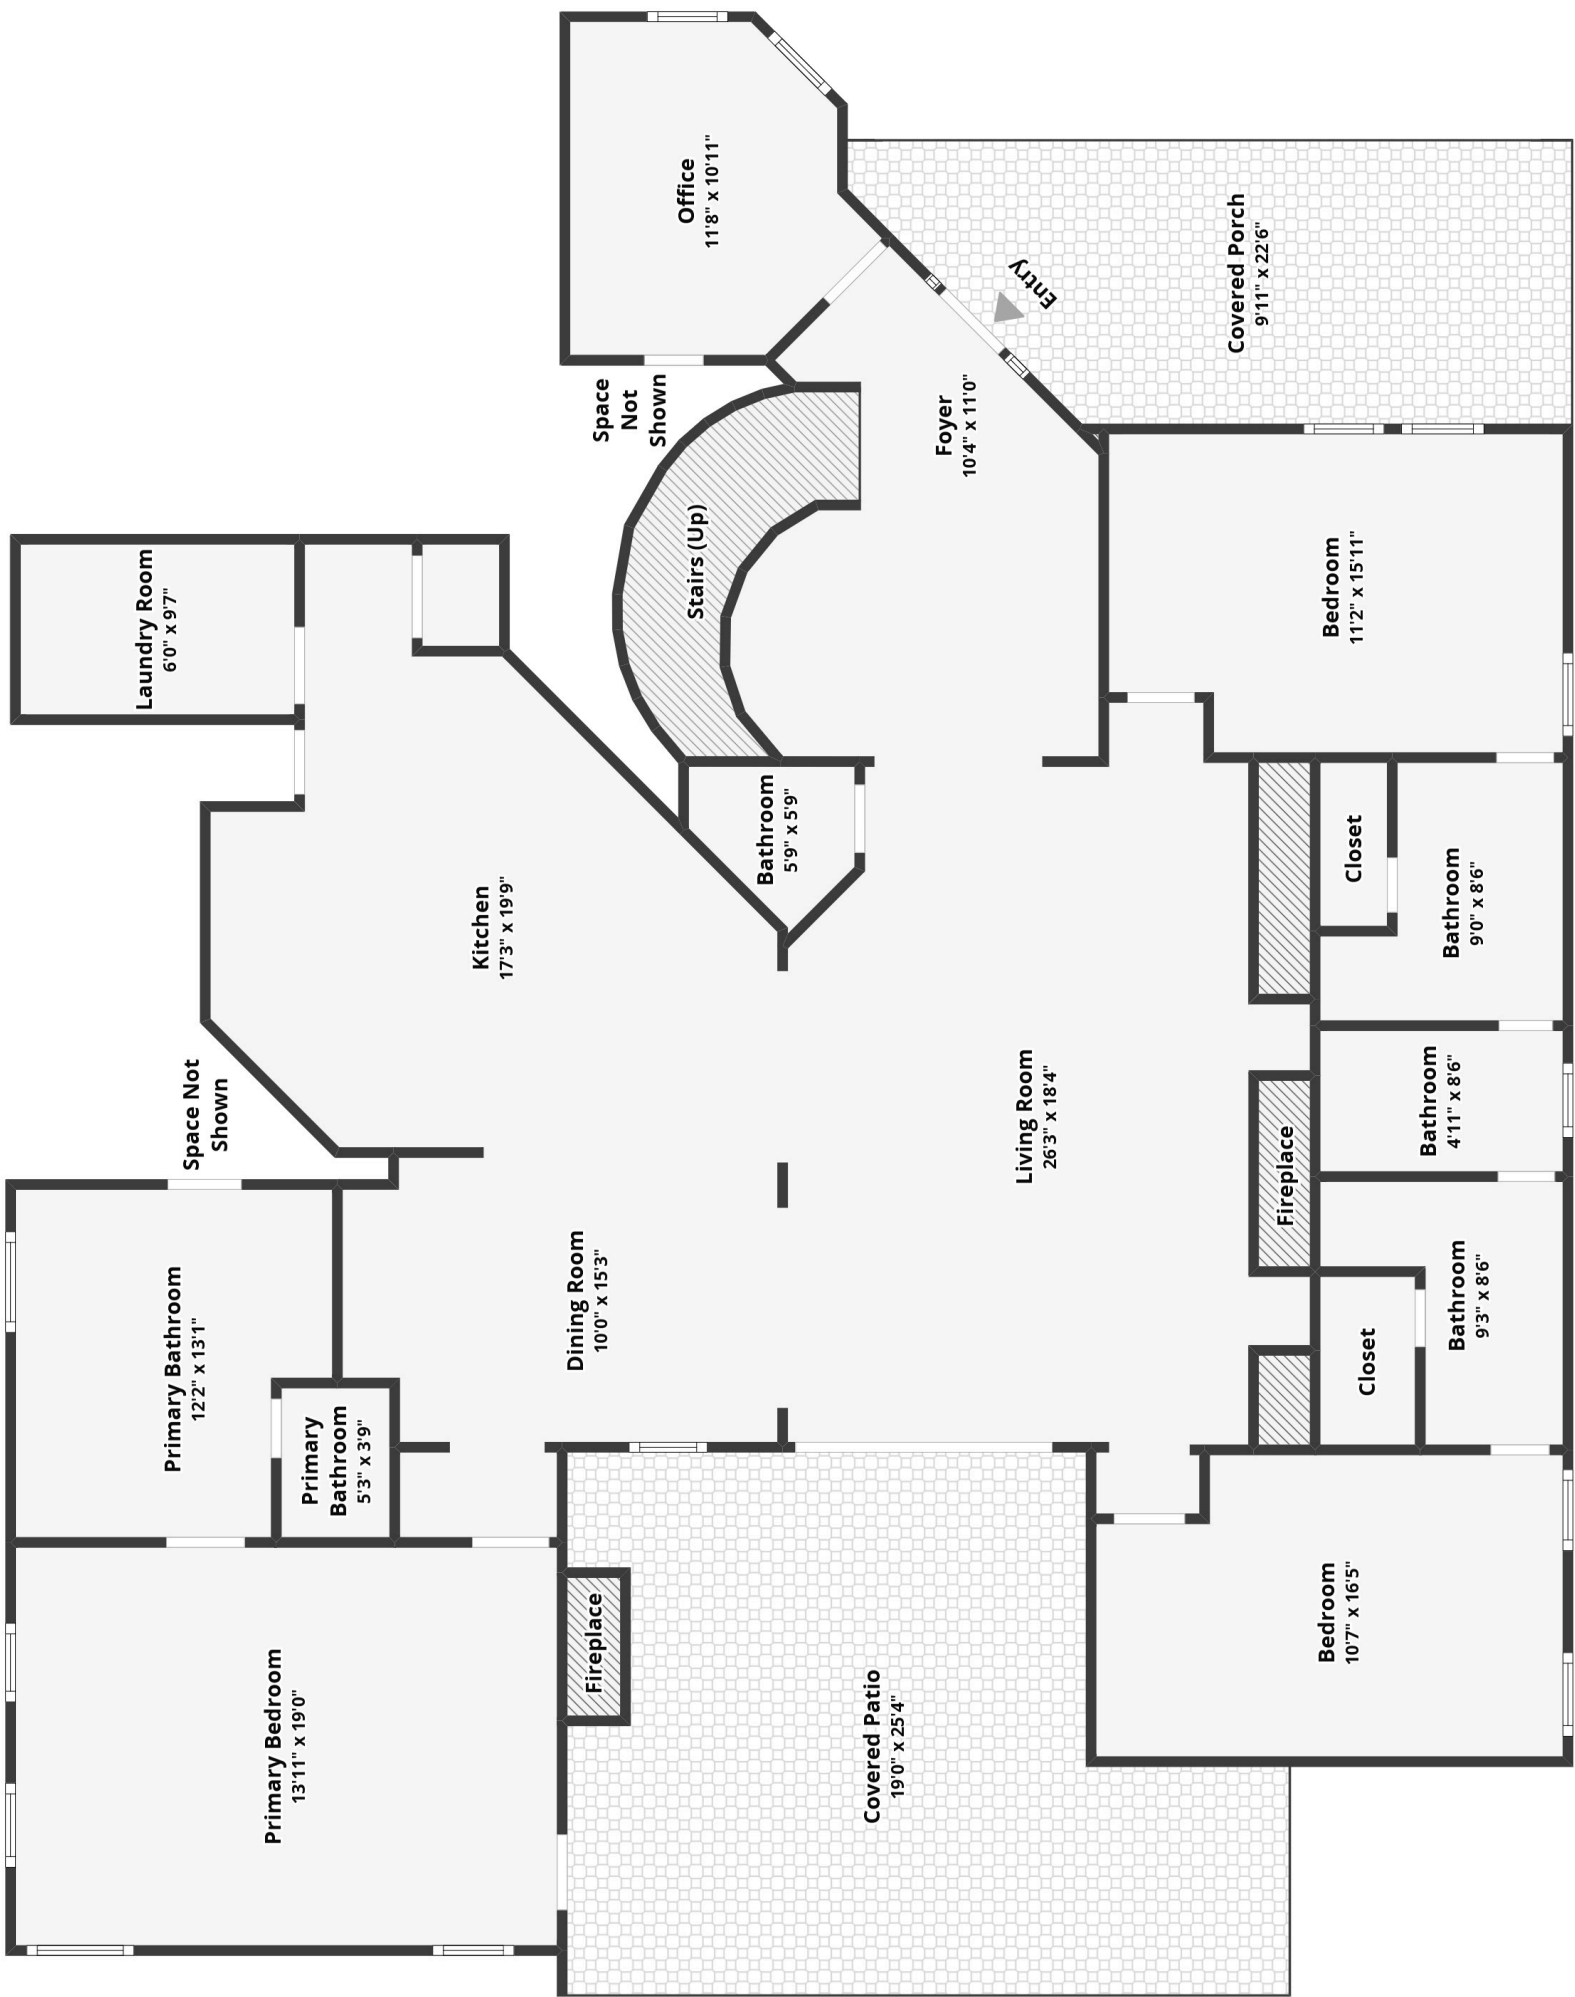 Office
11'8" x 10'11"
Covered Porch
9'11" x 22'6"
Entry
Space
Not
Shown
Foyer
10'4" x 11'0"
Stairs (Up)
Laundry Room
6'0" x 9'7"
Bedroom
11'2" x 15'11"
Bathroom
5'9" x 5'9"
Kitchen
17'3" x 19'9"
Closet
Bathroom
9'0" x 8'6"
Space Not
Shown
Living Room
26'3" x 18'4"
Bathroom
4'11" x 8'6"
Fireplace
Dining Room
10'0" x 15'3"
Bathroom
9'3" x 8'6"
Closet
Primary Bathroom
12'2" x 13'1"
Primary
Bathroom
5'3" x 3'9"
Fireplace
Bedroom
10'7" x 16'5"
Primary Bedroom
13'11" x 19'0"
Covered Patio
19'0" x 25'4"